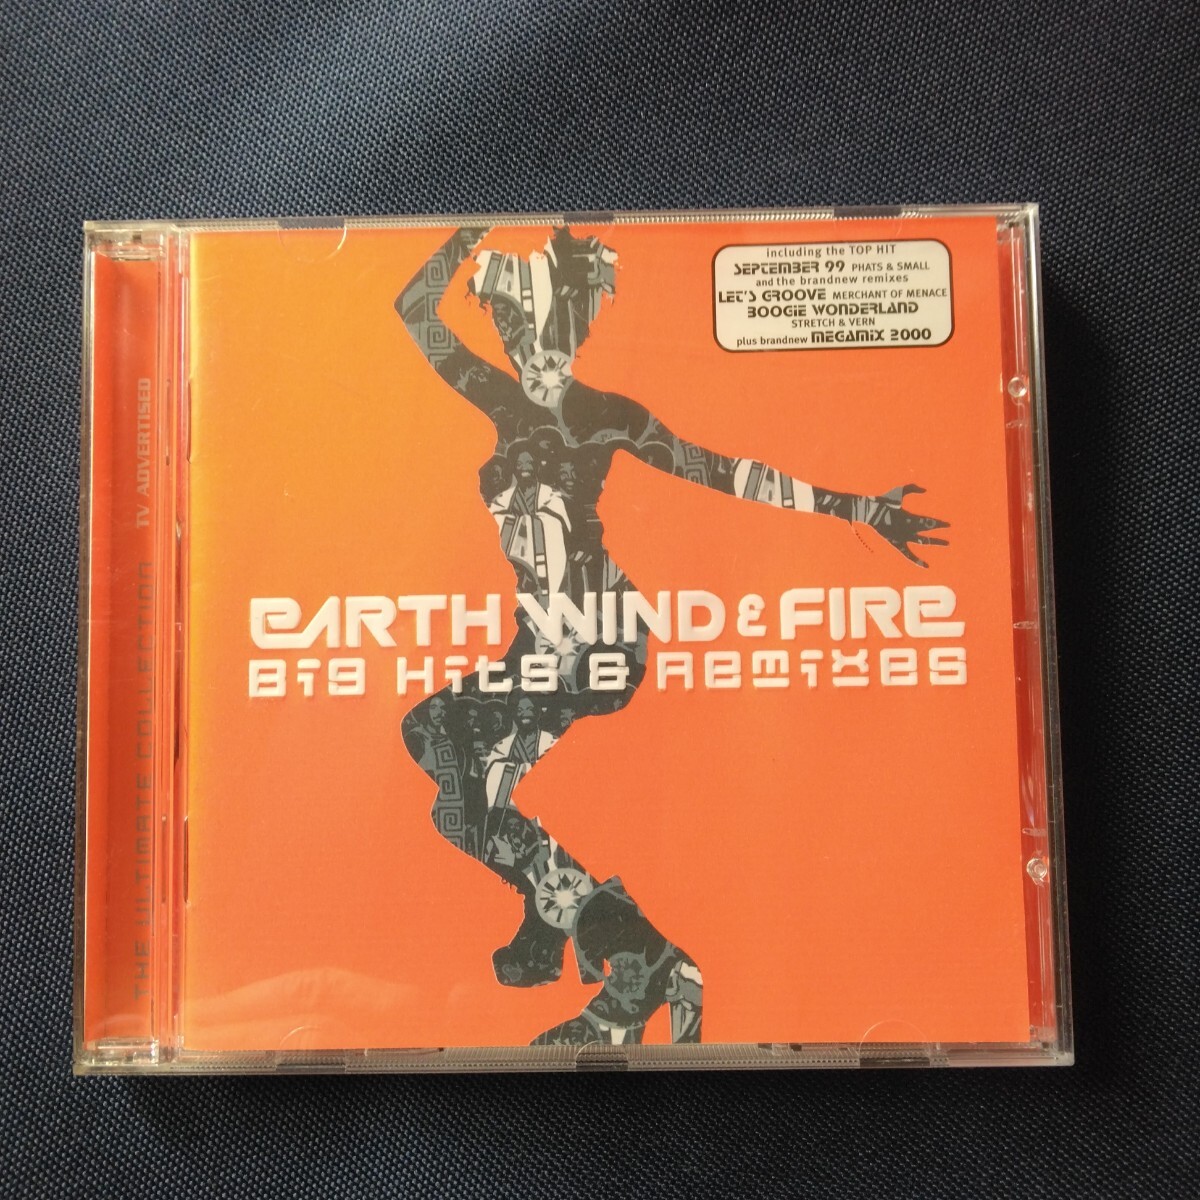 including the TOP HIT
SEPTEMBER 99 PHATS & SMALL
and the brandnew remixes
LET'S GROOVE MERCHANT OF MENACE
BOOGIE WONDERLAND
STRETCH & VERN
plus brandnew MEGAMIX 2000
EARTH WIND & FIRE
Big Hits & Remixes
THE ULTIMATE COLLECTION TV ADVERTISED